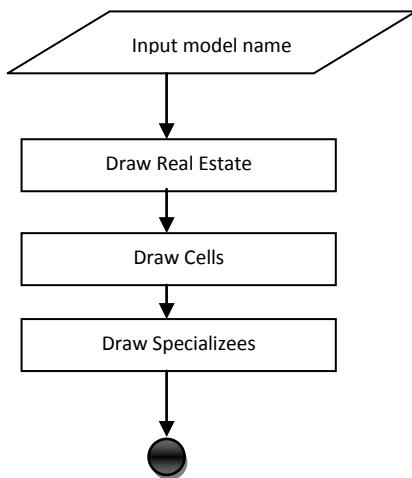 Input model name
Draw Real Estate
Draw Cells
Draw Specializees